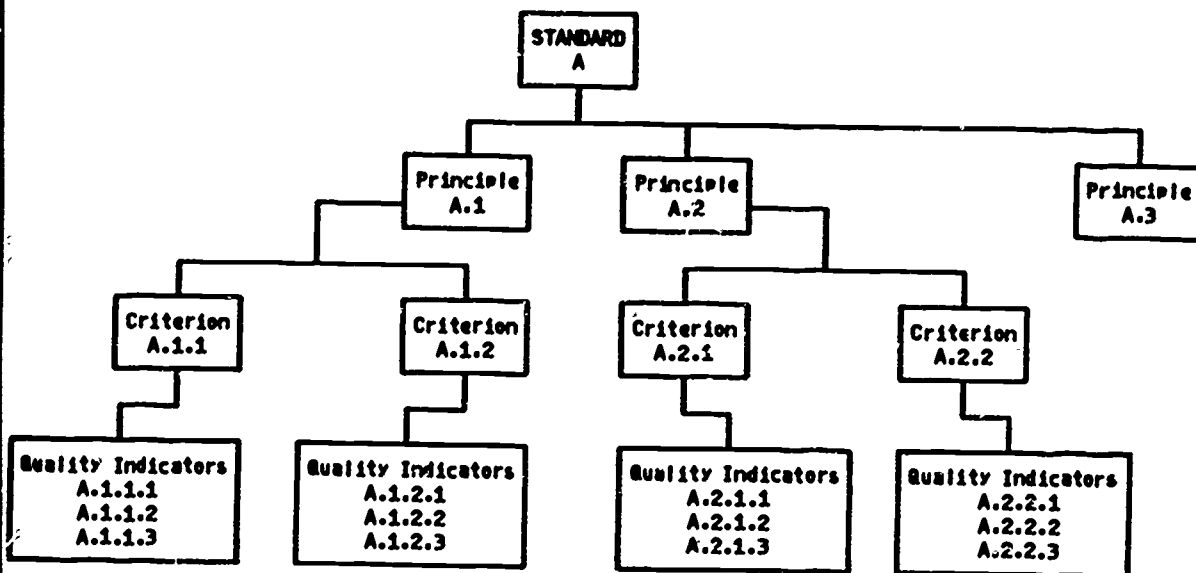 STANDARD
A
Principle
A.1
Principle
A.2
Principle
A.3
Criterion
A.1.1
Criterion
A.1.2
Criterion
A.2.1
Criterion
A.2.2
Quality Indicators
A.1.1.1
A.1.1.2
A.1.1.3
Quality Indicators
A.1.2.1
A.1.2.2
A.1.2.3
Quality Indicators
A.2.1.1
A.2.1.2
A.2.1.3
Quality Indicators
A.2.2.1
A.2.2.2
A.2.2.3